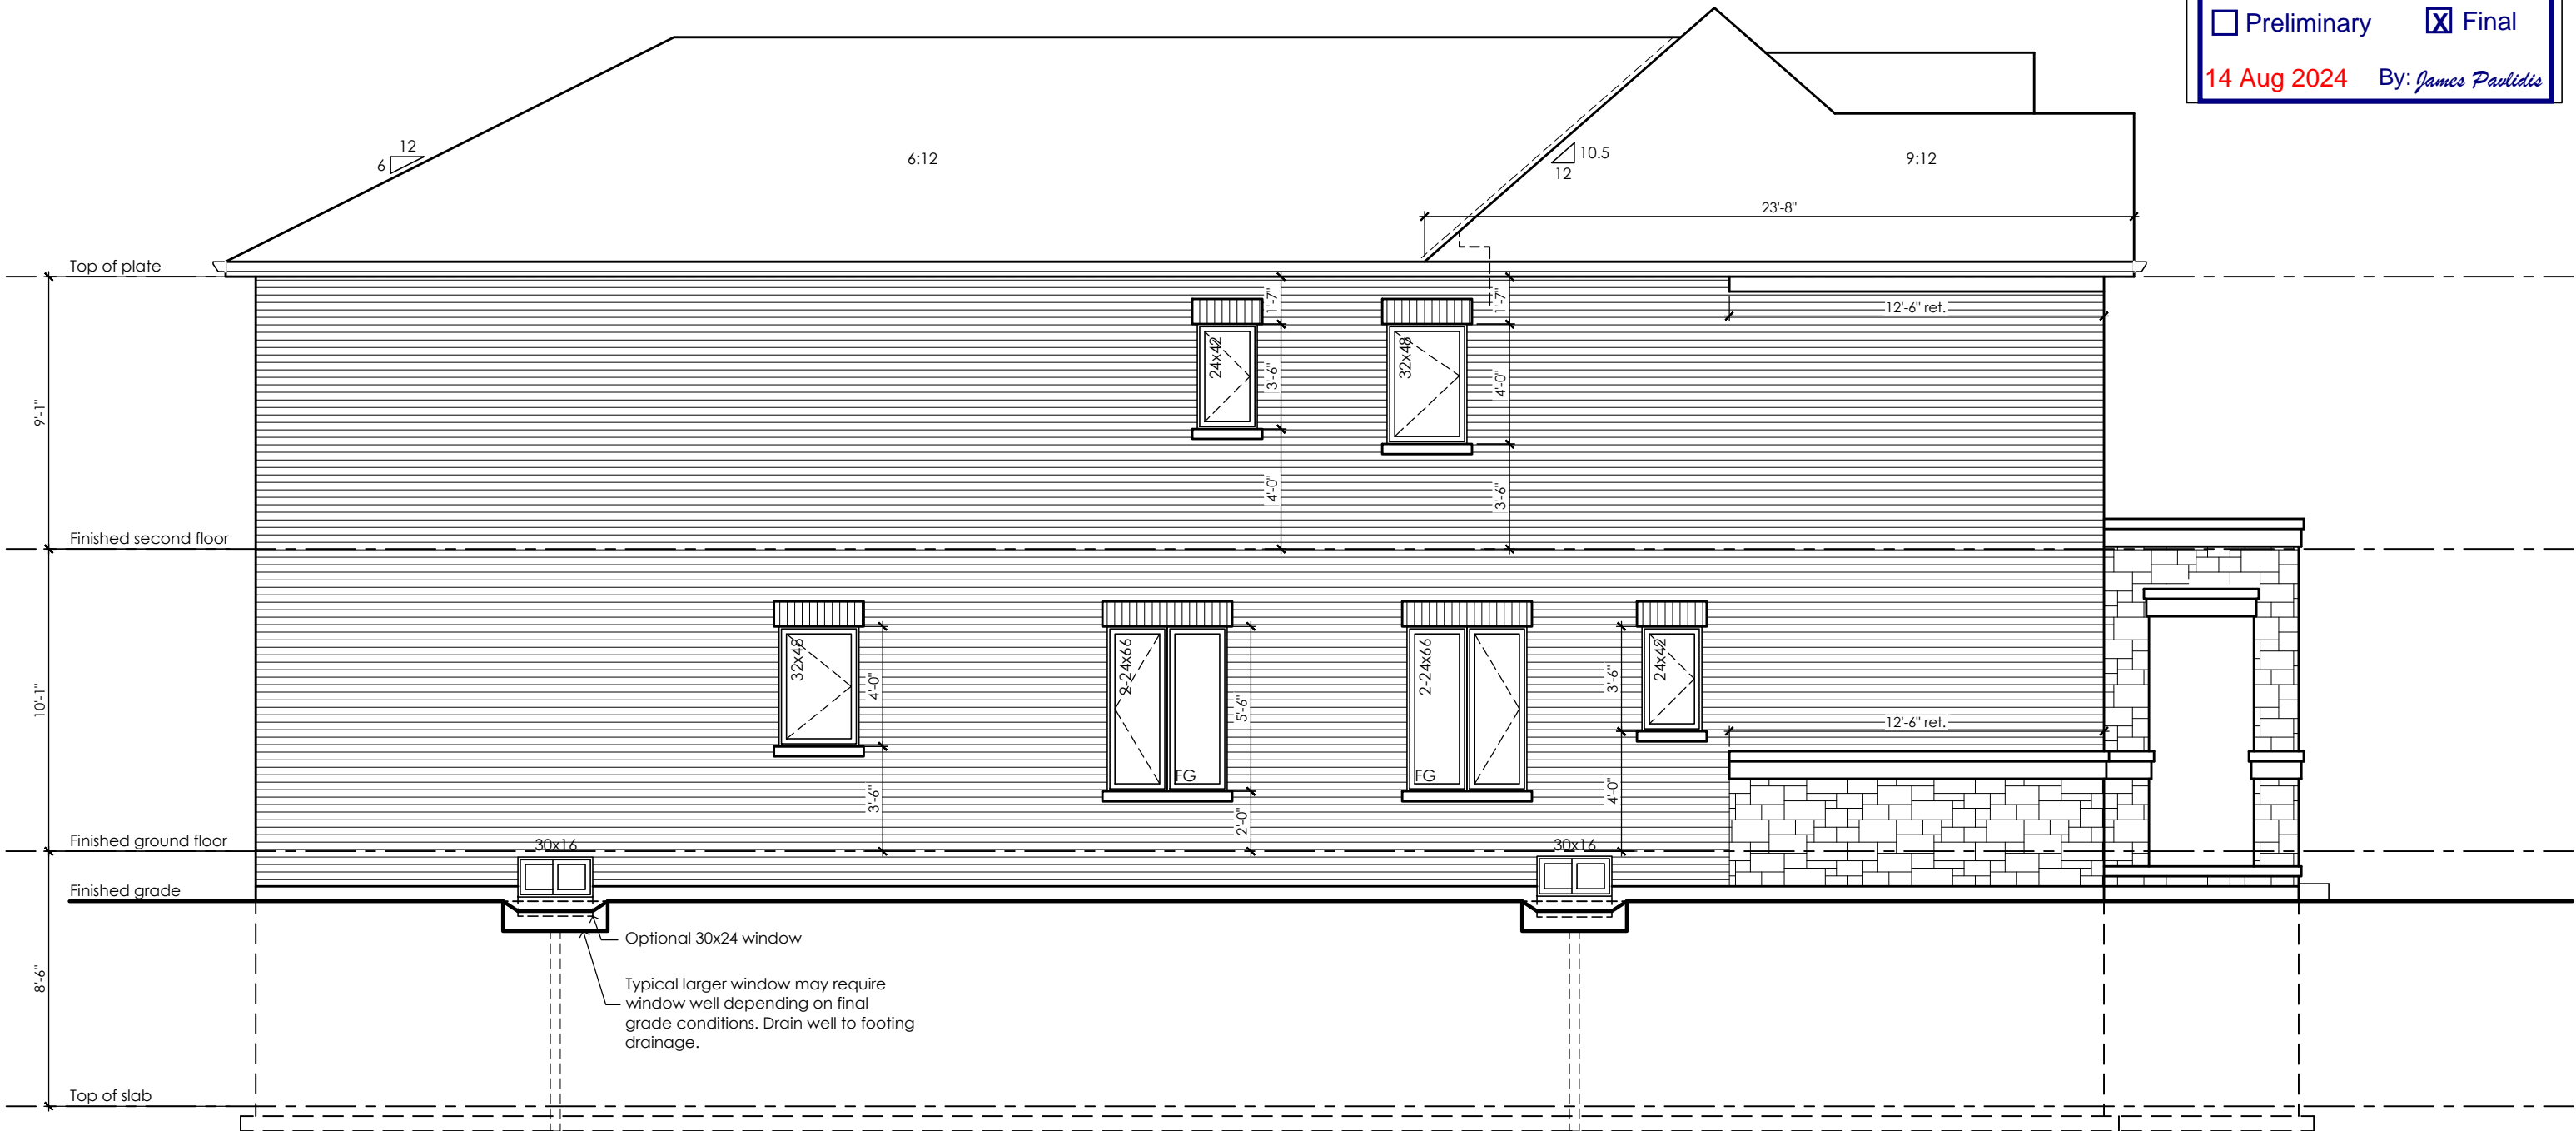 Preliminary
X Final
14 Aug 2024 By: James Pavlidis
12
6
6:12
10.5
12
9:12
23'-8"
Top of plate
1'-7"
1'-7"
12'-6" ret.
24x42
32x48
3'-6"
4'-0"
9'-1"
4'-0"
3'-6"
Finished second floor
32x48
2-24x66
2-24x66
24x42
4'-0"
5'-6"
3'-6"
10'-1"
12'-6" ret.
FG
FG
3'-6"
2'-0"
4'-0"
Finished ground floor
30x16
30x16
Finished grade
Optional 30x24 window
8'-6"
Typical larger window may require
window well depending on final
grade conditions. Drain well to footing
drainage.
Top of slab